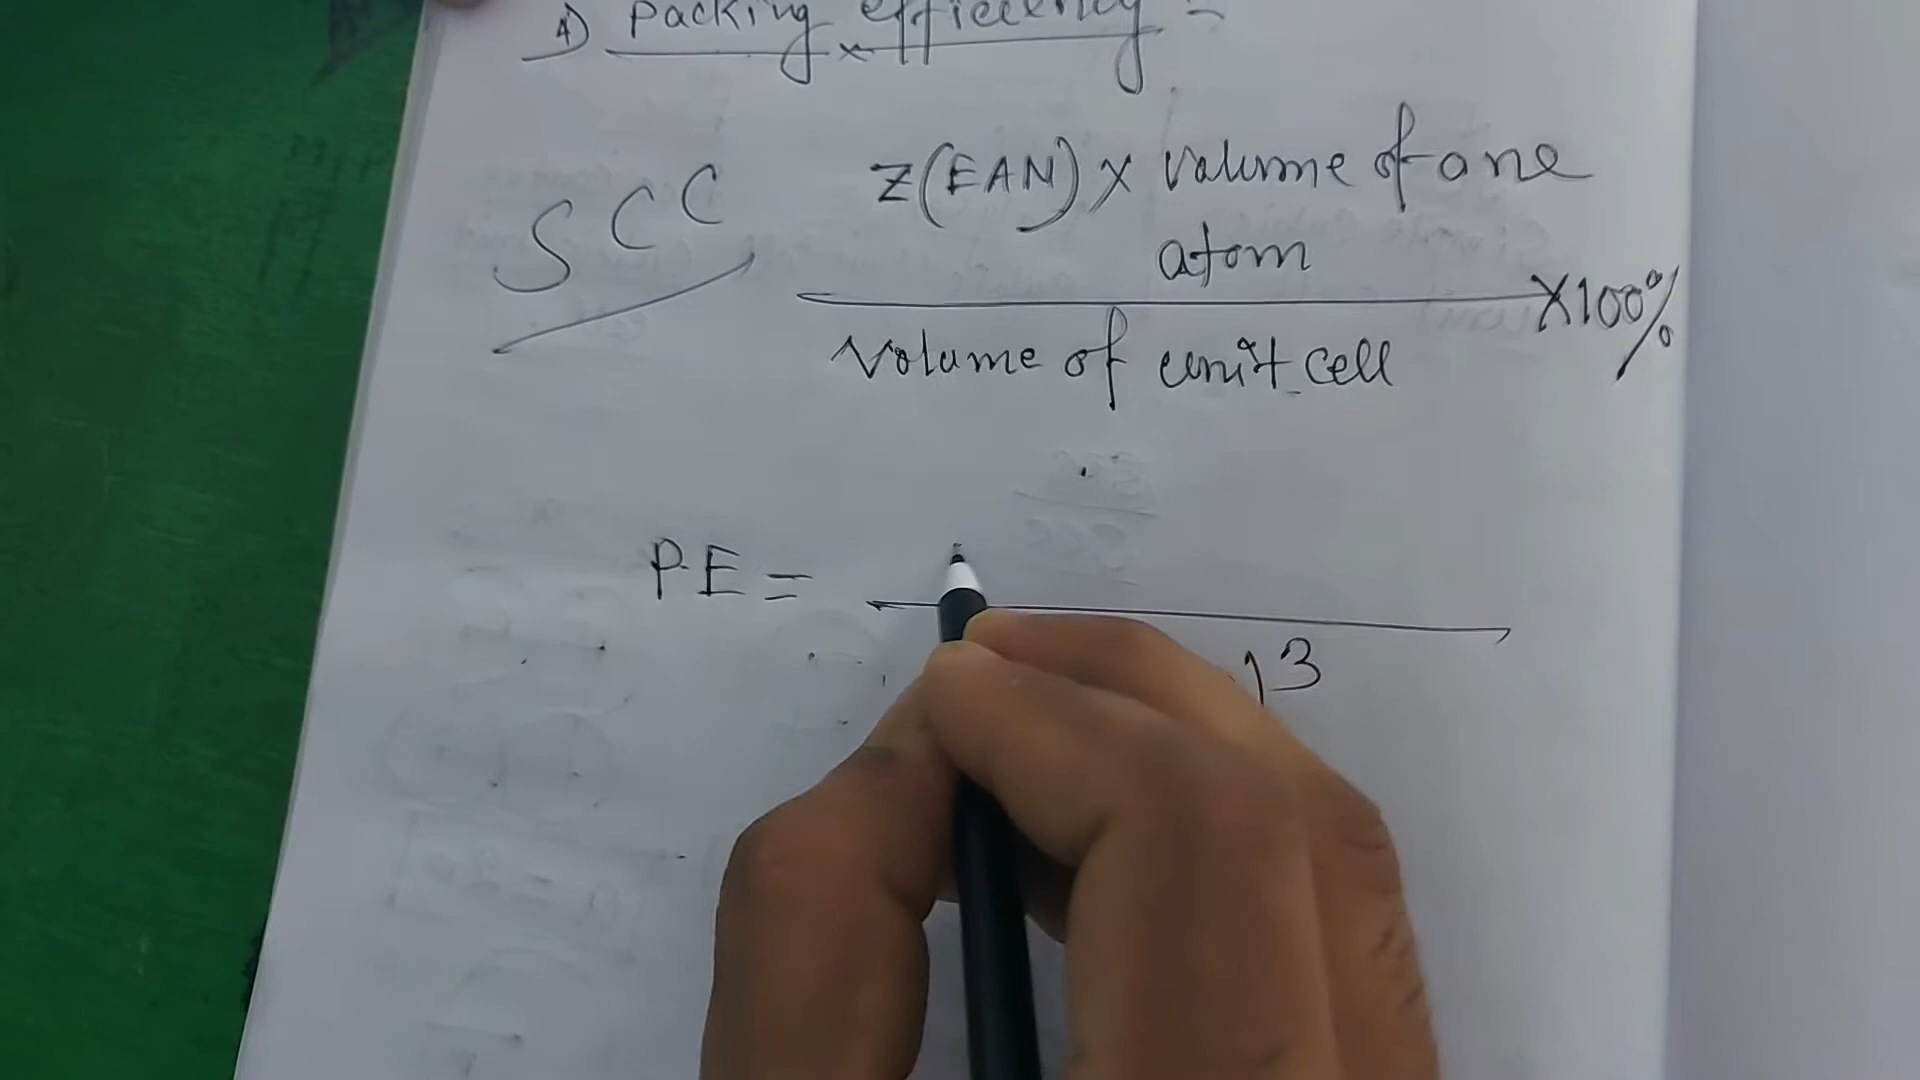 4) Packing efficiency =
SCC
Z(EAN) X Volume of one
atom
X100%
Volume of unit cell
P.E =
)3